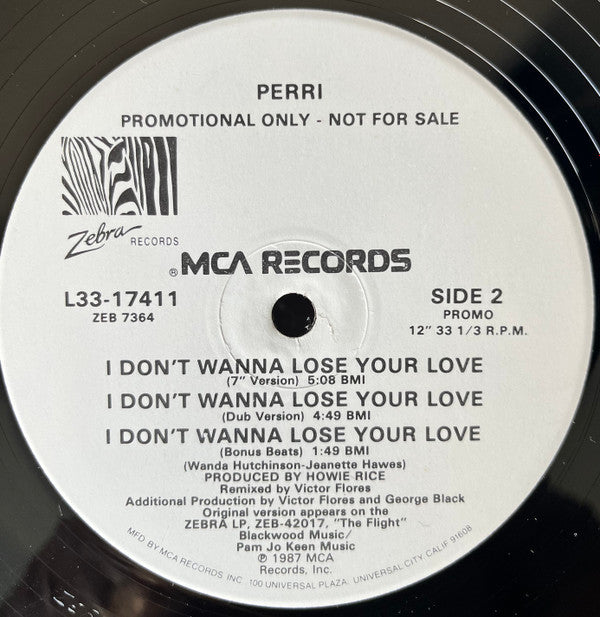 PERRI
PROMOTIONAL ONLY - NOT FOR SALE
Zebra RECORDS
® MCA RECORDS
L33-17411
ZEB 7364
SIDE 2
PROMO
12" 33 1/3 R.P.M.
I DON'T WANNA LOSE YOUR LOVE
(7" Version) 5:08 BMI
I DON'T WANNA LOSE YOUR LOVE
(Dub Version) 4:49 BMI
I DON'T WANNA LOSE YOUR LOVE
(Bonus Beats) 1:49 BMI
(Wanda Hutchinson-Jeanette Hawes)
PRODUCED BY HOWIE RICE
Remixed by Victor Flores
Additional Production by Victor Flores and George Black
Original version appears on the
ZEBRA LP, ZEB-42017, "The Flight"
Blackwood Music/
Pam Jo Keen Music
℗ 1987 MCA
Records, Inc.
MFD. BY MCA RECORDS INC. 100 UNIVERSAL PLAZA, UNIVERSAL CITY, CALIF. 91608